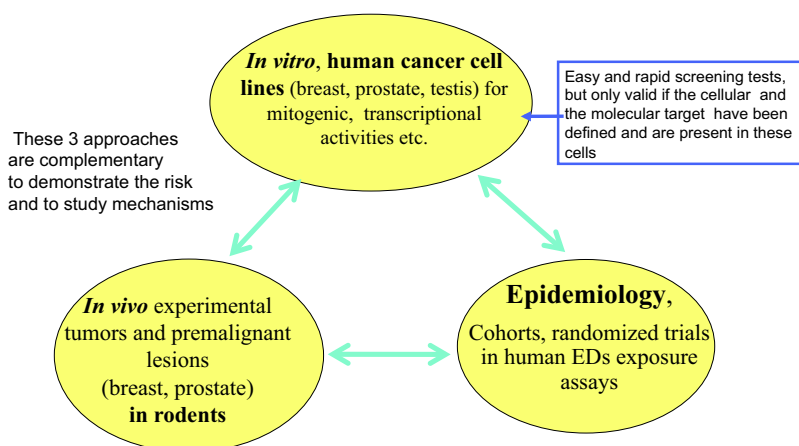 In vitro, human cancer cell
lines (breast, prostate, testis) for
mitogenic, transcriptional
activities etc.
Easy and rapid screening tests,
but only valid if the cellular and
the molecular target have been
defined and are present in these
cells
These 3 approaches
are complementary
to demonstrate the risk
and to study mechanisms
In vivo experimental
tumors and premalignant
lesions
(breast, prostate)
in rodents
Epidemiology,
Cohorts, randomized trials
in human EDs exposure
assays